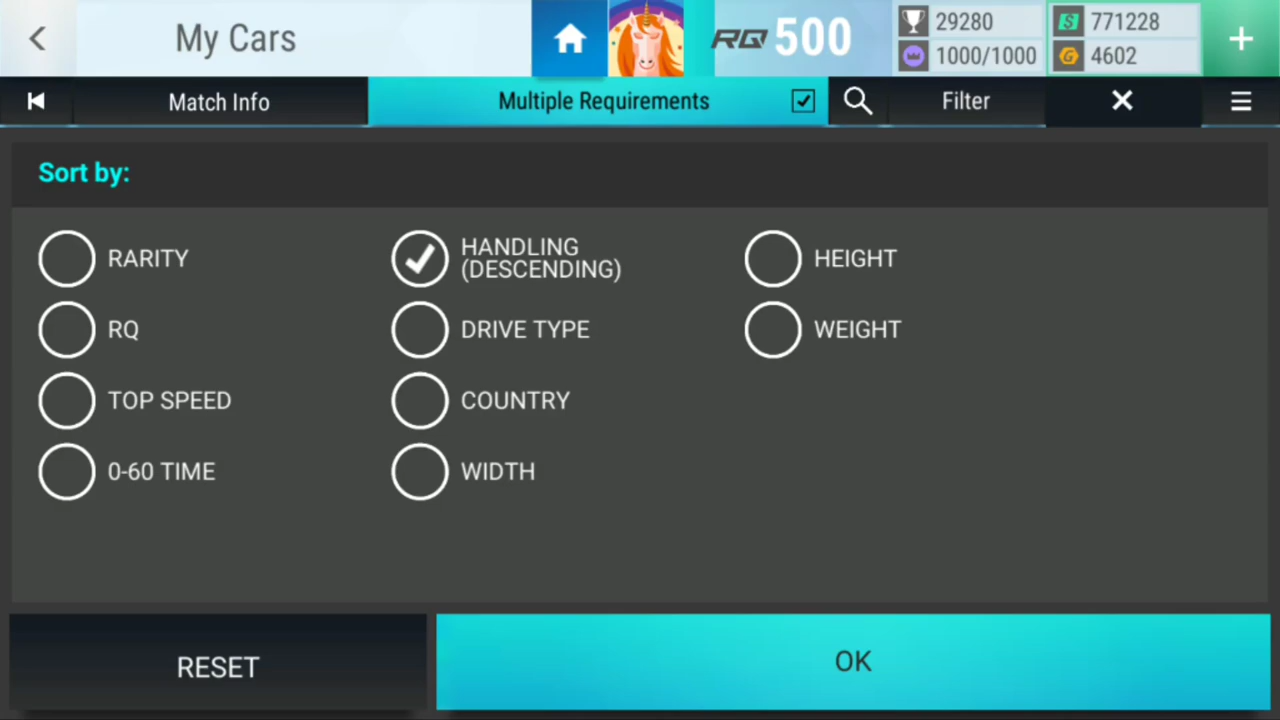 My Cars
RQ 500
29280
1000/1000
771228
4602
Match Info
Multiple Requirements
Filter
Sort by:
RARITY
HANDLING
(DESCENDING)
HEIGHT
RQ
DRIVE TYPE
WEIGHT
TOP SPEED
COUNTRY
0-60 TIME
WIDTH
RESET
OK